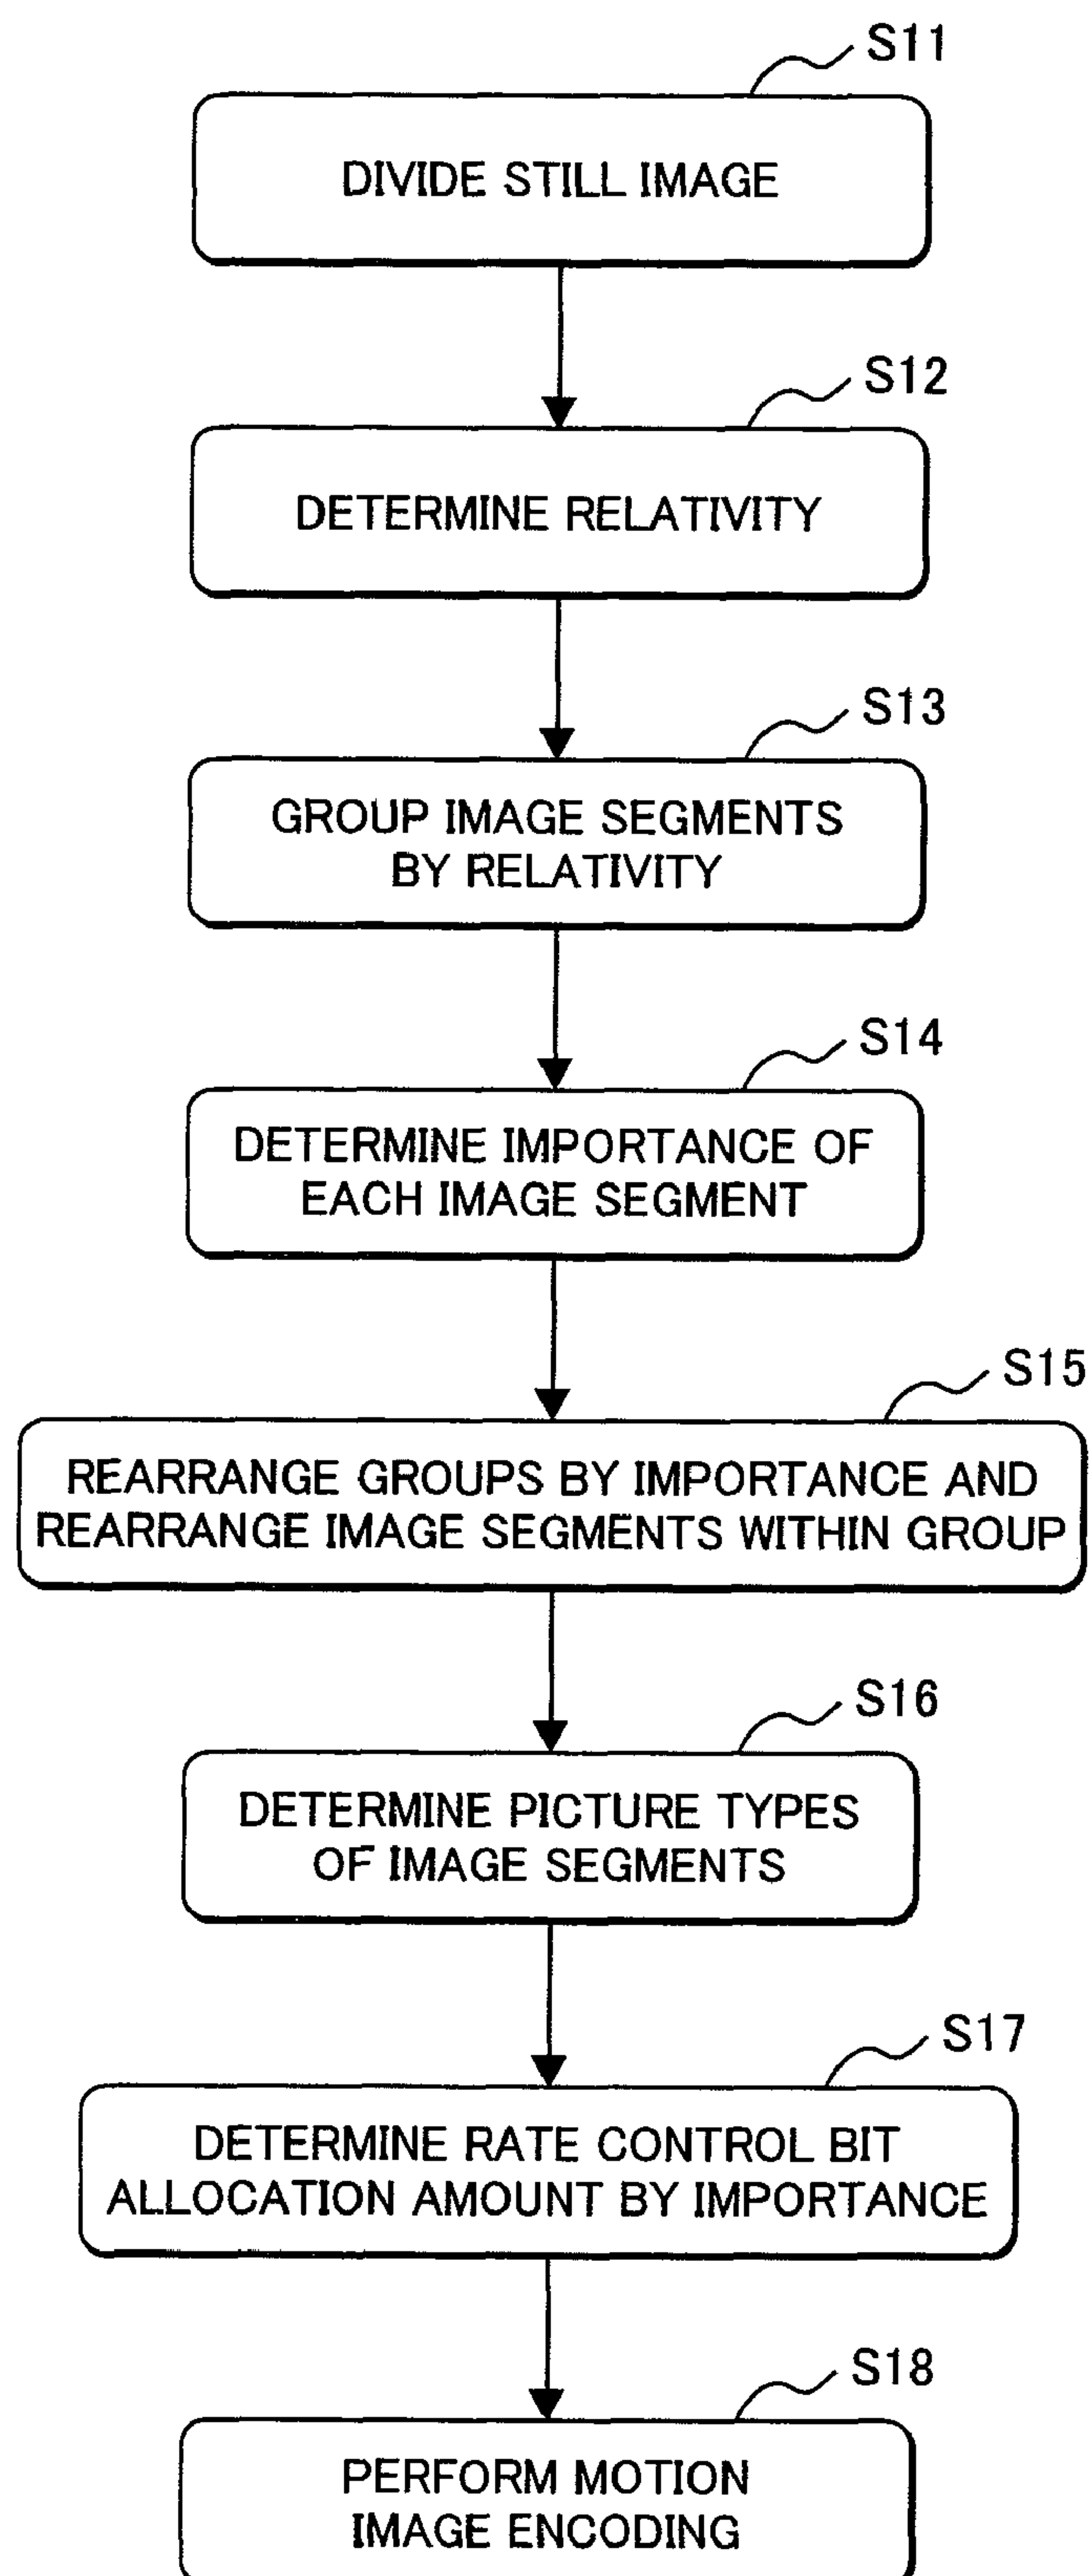 S11
DIVIDE STILL IMAGE
S12
DETERMINE RELATIVITY
S13
GROUP IMAGE SEGMENTS
BY RELATIVITY
S14
DETERMINE IMPORTANCE OF
EACH IMAGE SEGMENT
S15
REARRANGE GROUPS BY IMPORTANCE AND
REARRANGE IMAGE SEGMENTS WITHIN GROUP
S16
DETERMINE PICTURE TYPES
OF IMAGE SEGMENTS
S17
DETERMINE RATE CONTROL BIT
ALLOCATION AMOUNT BY IMPORTANCE
S18
PERFORM MOTION
IMAGE ENCODING